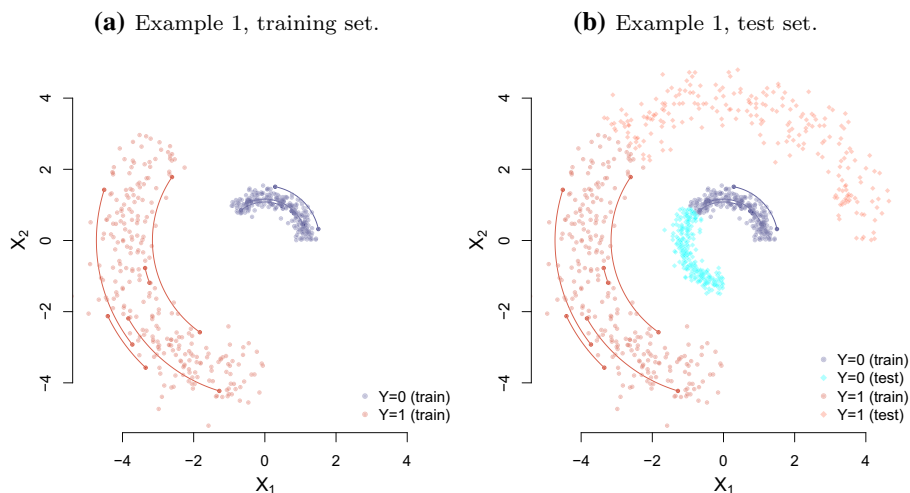 (a) Example 1, training set.
4
2
0
−2
−4
X2
−4 −2 0 2 4
X1
Y=0 (train)
Y=1 (train)
(b) Example 1, test set.
4
2
0
−2
−4
X2
−4 −2 0 2 4
X1
Y=0 (train)
Y=0 (test)
Y=1 (train)
Y=1 (test)